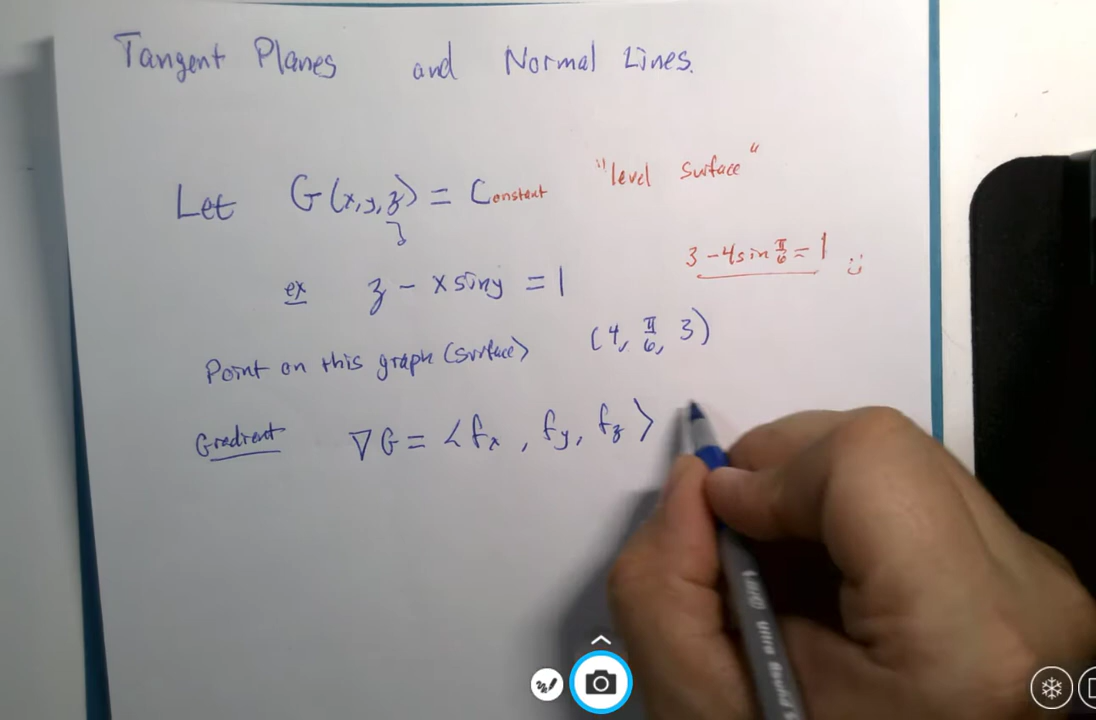 Tangent Planes and Normal Lines.
Let G(x,y,z) = Constant "level surface"
3 - 4sin π/6 = 1
ex z - x siny = 1
Point on this graph (surface) (4, π/6, 3)
Gradient ∇G = <fx, fy, fz>